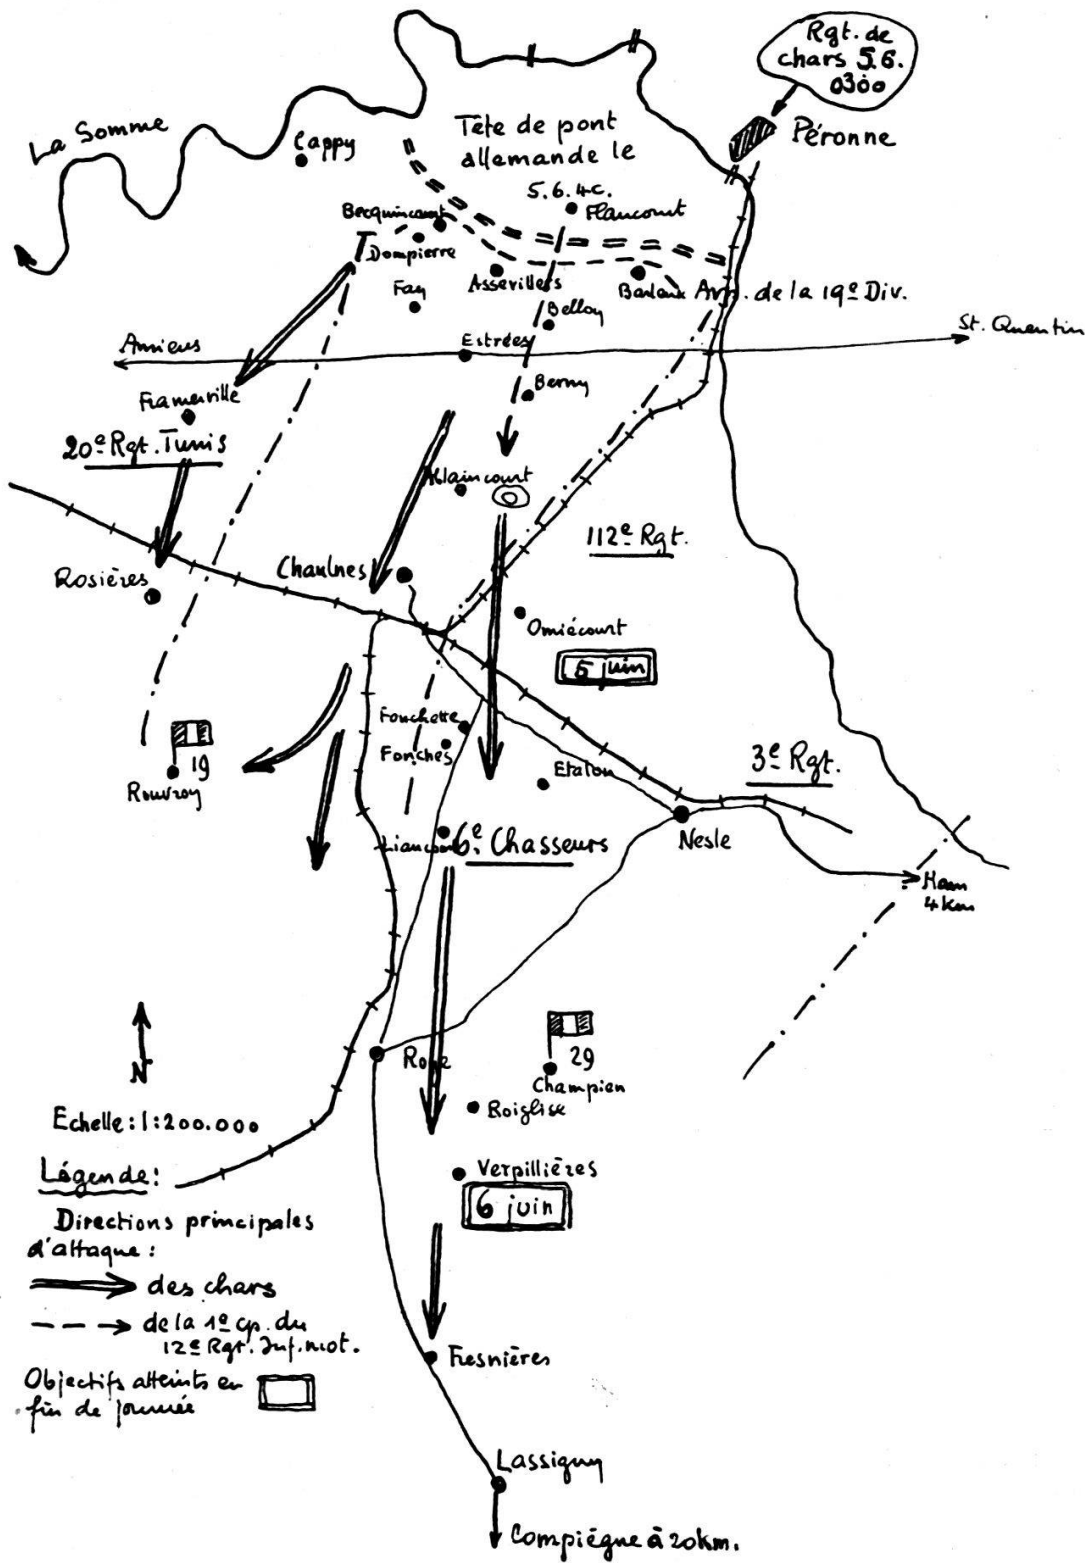 Rgt. de
chars 5.6.
0300
La Somme
Cappy
Tête de pont
allemande le
5.6.40.
Péronne
Flaucourt
Becquincourt
Dompierre
Fay
Assevillers
Barleux
de la 19e Div.
Belloy
Estrées
Amiens
St. Quentin
Berny
Framerville
20e Rgt. Tunis
Ablaincourt
112e Rgt.
Chaulnes
Rosières
Omiécourt
5 juin
Fonchette
Fonches
Etalon
3e Rgt.
19
Rouvroy
Liancourt
6e Chasseurs
Nesle
Ham
4 km
N
Roye
29
Champien
Roiglise
Echelle: 1:200.000
Légende:
Verpillières
6 juin
Directions principales
d'attaque:
des chars
de la 1e cp. du
12e Rgt. Inf. mot.
Fresnières
Objectifs atteints en
fin de journée
Lassigny
Compiègne à 20km.